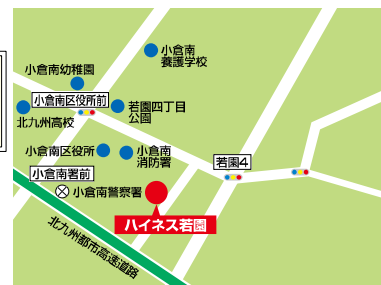 小倉南
養護学校
小倉南幼稚園
小倉南区役所前
若園四丁目
公園
北九州高校
小倉南区役所
小倉南
消防署
若園4
小倉南署前
小倉南警察署
ハイネス若園
北九州都市高速道路